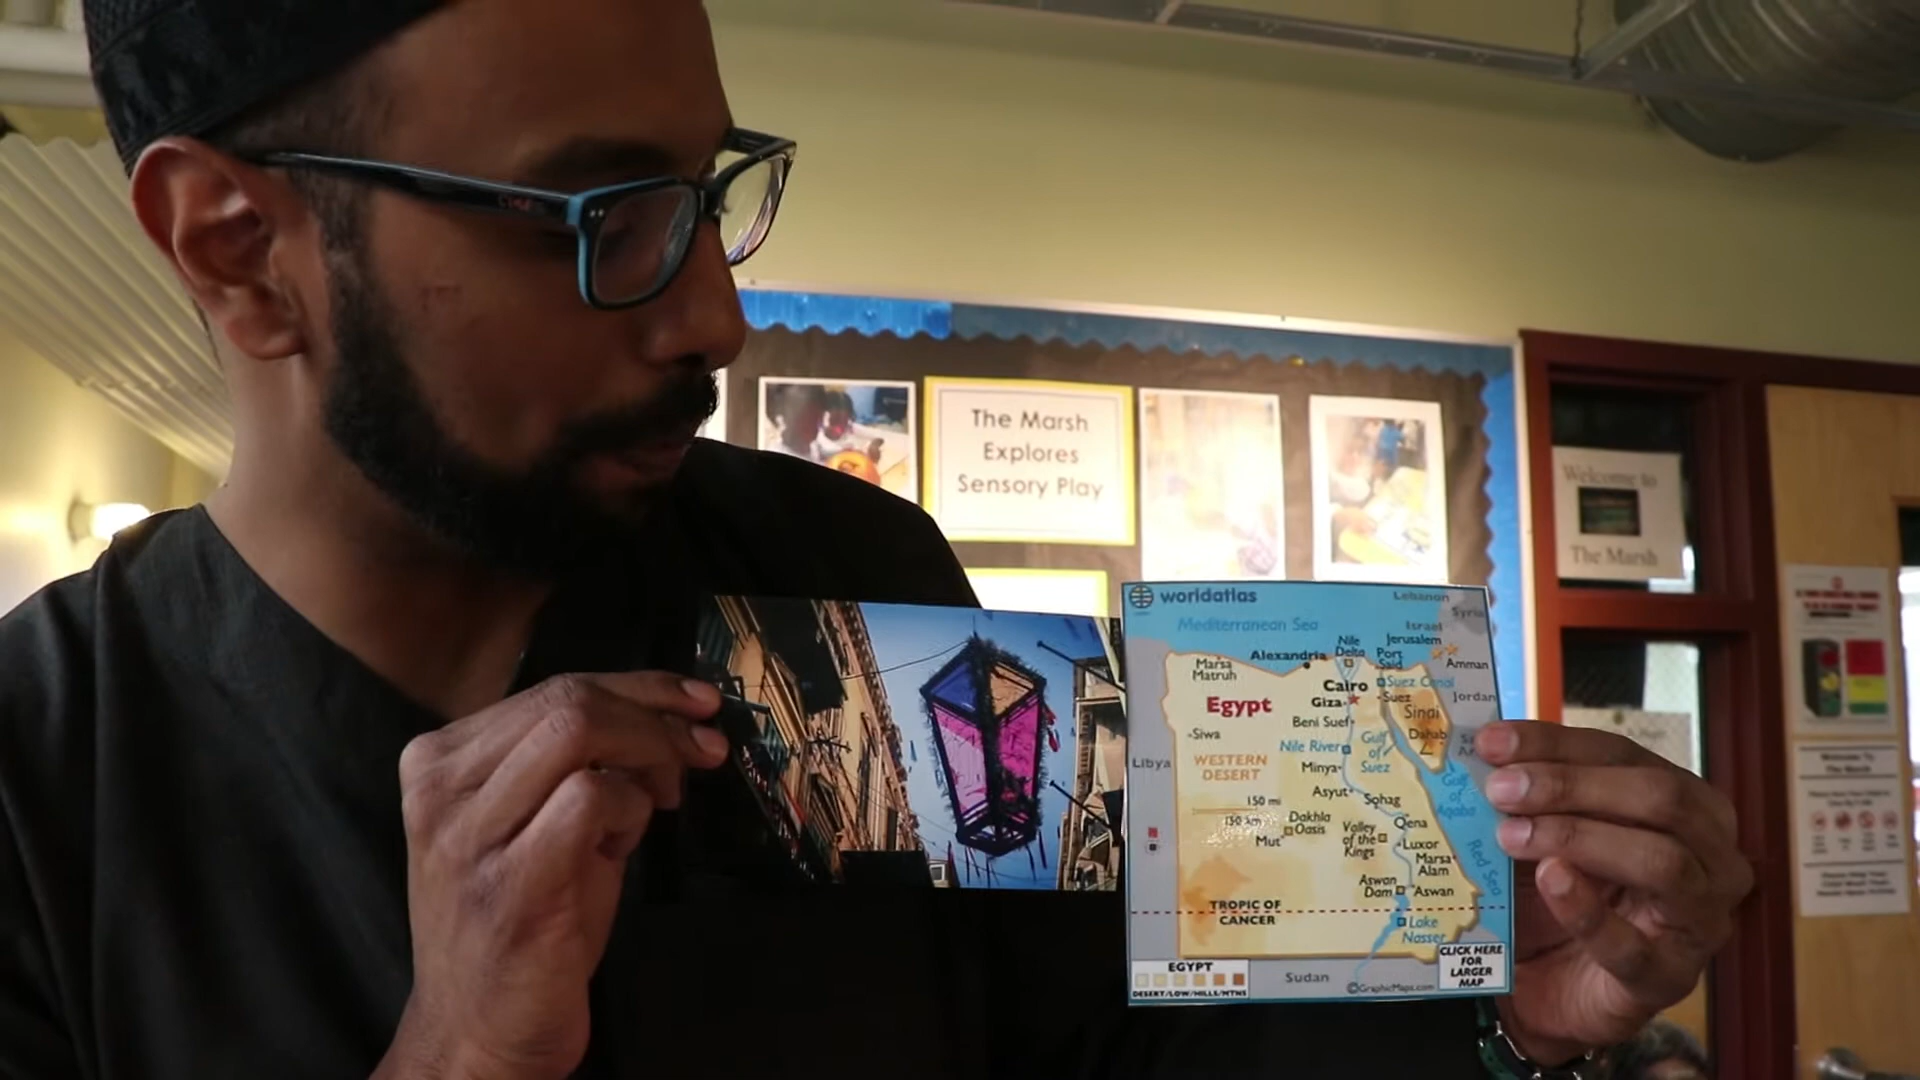 The Marsh
Explores
Sensory Play
Welcome to
The Marsh
worldatlas
Lebanon
Syria
Mediterranean Sea
Israel
Nile
Delta
Jerusalem
Alexandria
Port
Said
Amman
Marsa
Matruh
Suez Canal
Cairo
Suez
Jordan
Egypt
Giza
Sinai
Beni Suef
Siwa
Dahab
Nile River
Gulf
of
Suez
Libya
WESTERN
DESERT
Minya
Gulf
of
Aqaba
Asyut
Sohag
150 mi
150 km
Dakhla
Oasis
Qena
Mut
Valley
of the
Kings
Luxor
Red Sea
Marsa
Alam
Aswan
Dam
Aswan
TROPIC OF
CANCER
Lake
Nasser
CLICK HERE
FOR
LARGER
MAP
EGYPT
DESERT/LOW/HILLS/MTNS
Sudan
©GraphicMaps.com
Welcome To
The Marsh